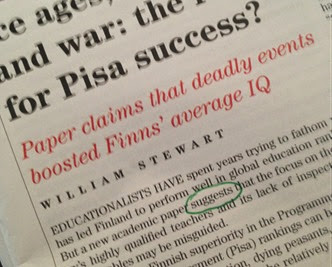 ce ages,
and war: the
for Pisa success?
Paper claims that deadly events
boosted Finns' average IQ
WILLIAM STEWART
EDUCATIONALISTS HAVE spent years trying to fathom
has led Finland to perform well in global education
But a new academic paper suggests that the focus on
highly qualified teachers and its lack of
may be misguided.
Finnish superiority in the Programme
(Pisa) rankings can
dying peasants,
relatively